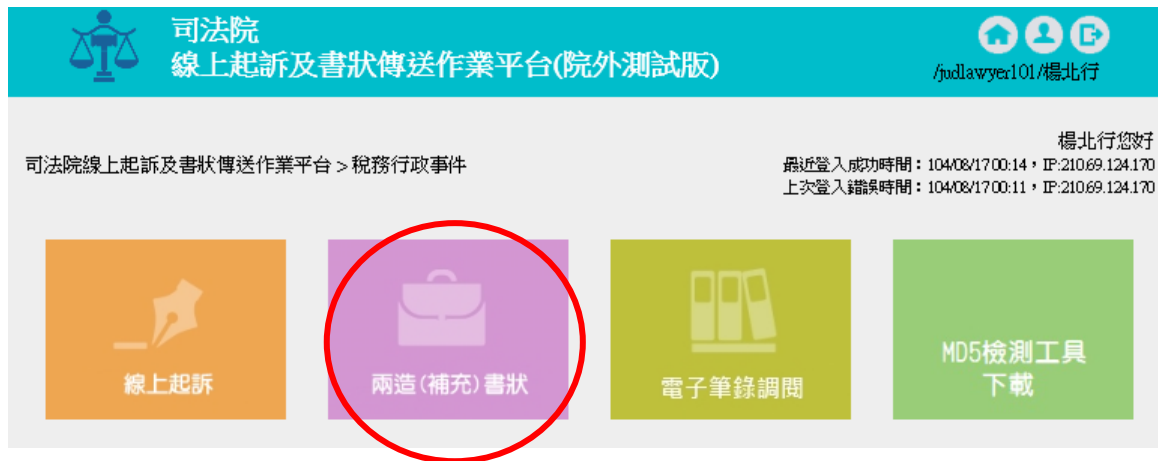 司法院
線上起訴及書狀傳送作業平台(院外測試版)
/judlawyer101/楊北行
楊北行您好
司法院線上起訴及書狀傳送作業平台 > 稅務行政事件
最近登入成功時間：104/08/17 00:14，IP:210.69.124.170
上次登入錯誤時間：104/08/17 00:11，IP:210.69.124.170
線上起訴
兩造(補充)書狀
電子筆錄調閱
MD5檢測工具
下載